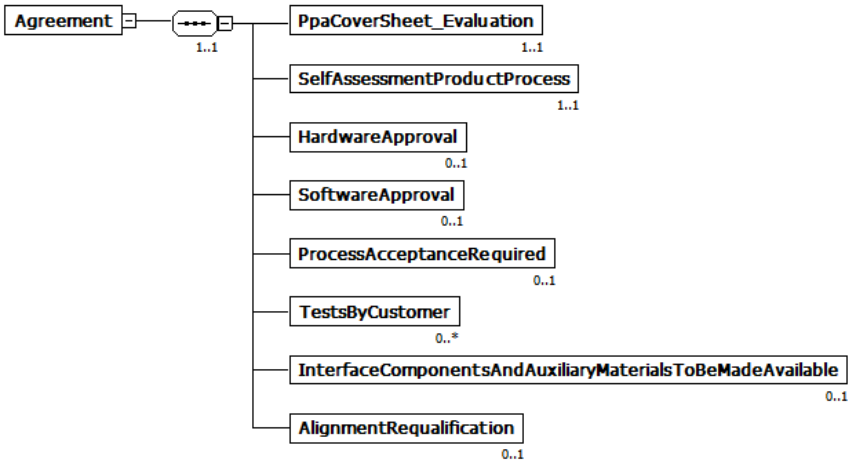 Agreement
1..1
PpaCoverSheet_Evaluation
1..1
SelfAssessmentProductProcess
1..1
HardwareApproval
0..1
SoftwareApproval
0..1
ProcessAcceptanceRequired
0..1
TestsByCustomer
0..*
InterfaceComponentsAndAuxiliaryMaterialsToBeMadeAvailable
0..1
AlignmentRequalification
0..1